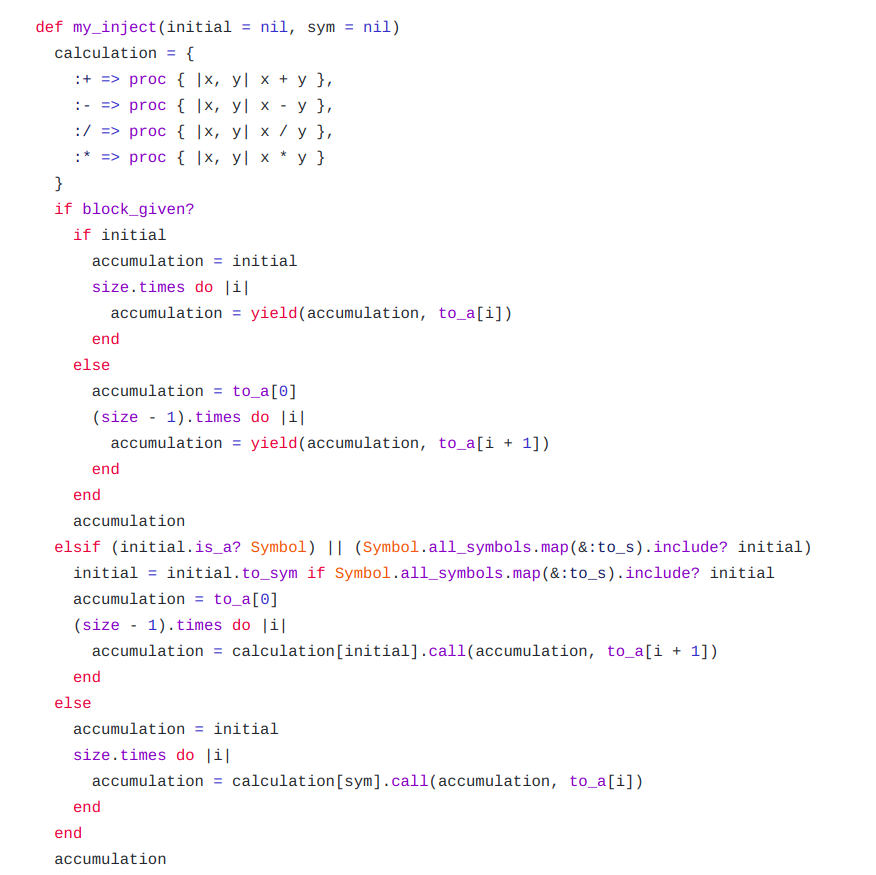 def my_inject(initial = nil, sym = nil)
  calculation = {
    :+ => proc { |x, y| x + y },
    :- => proc { |x, y| x - y },
    :/ => proc { |x, y| x / y },
    :* => proc { |x, y| x * y }
  }
  if block_given?
    if initial
      accumulation = initial
      size.times do |i|
        accumulation = yield(accumulation, to_a[i])
      end
    else
      accumulation = to_a[0]
      (size - 1).times do |i|
        accumulation = yield(accumulation, to_a[i + 1])
      end
    end
    accumulation
  elsif (initial.is_a? Symbol) || (Symbol.all_symbols.map(&:to_s).include? initial)
    initial = initial.to_sym if Symbol.all_symbols.map(&:to_s).include? initial
    accumulation = to_a[0]
    (size - 1).times do |i|
      accumulation = calculation[initial].call(accumulation, to_a[i + 1])
    end
  else
    accumulation = initial
    size.times do |i|
      accumulation = calculation[sym].call(accumulation, to_a[i])
    end
  end
  accumulation